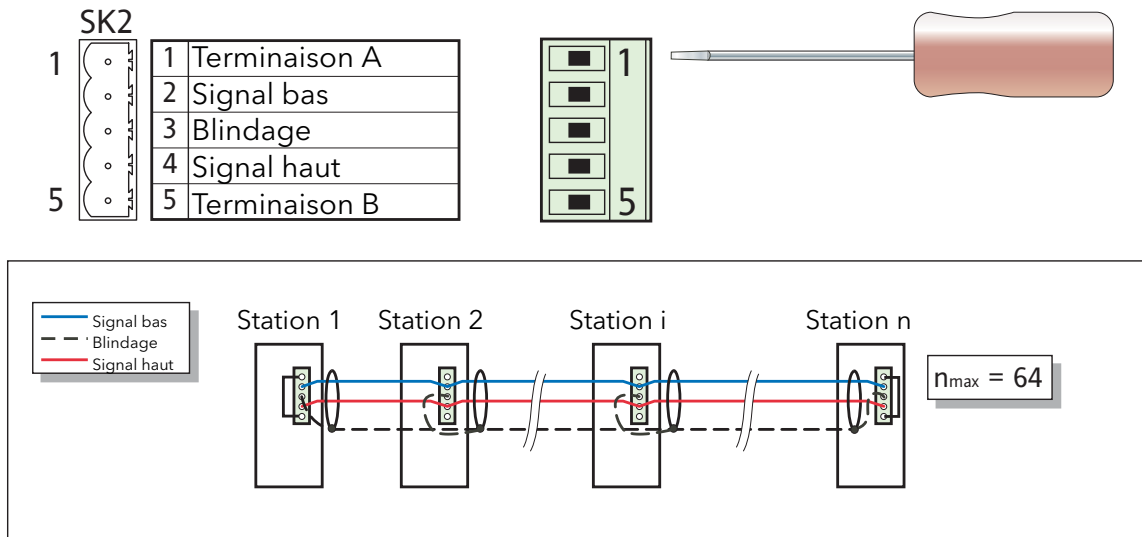 SK2
1
5
1 Terminaison A
2 Signal bas
3 Blindage
4 Signal haut
5 Terminaison B
1
5
Signal bas
Blindage
Signal haut
Station 1 Station 2 Station i Station n
nmax = 64